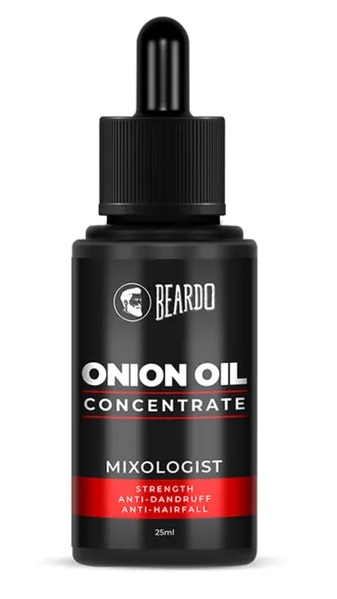 BEARDO
ONION OIL
CONCENTRATE
MIXOLOGIST
STRENGTH
ANTI-DANDRUFF
ANTI-HAIRFALL
25ml